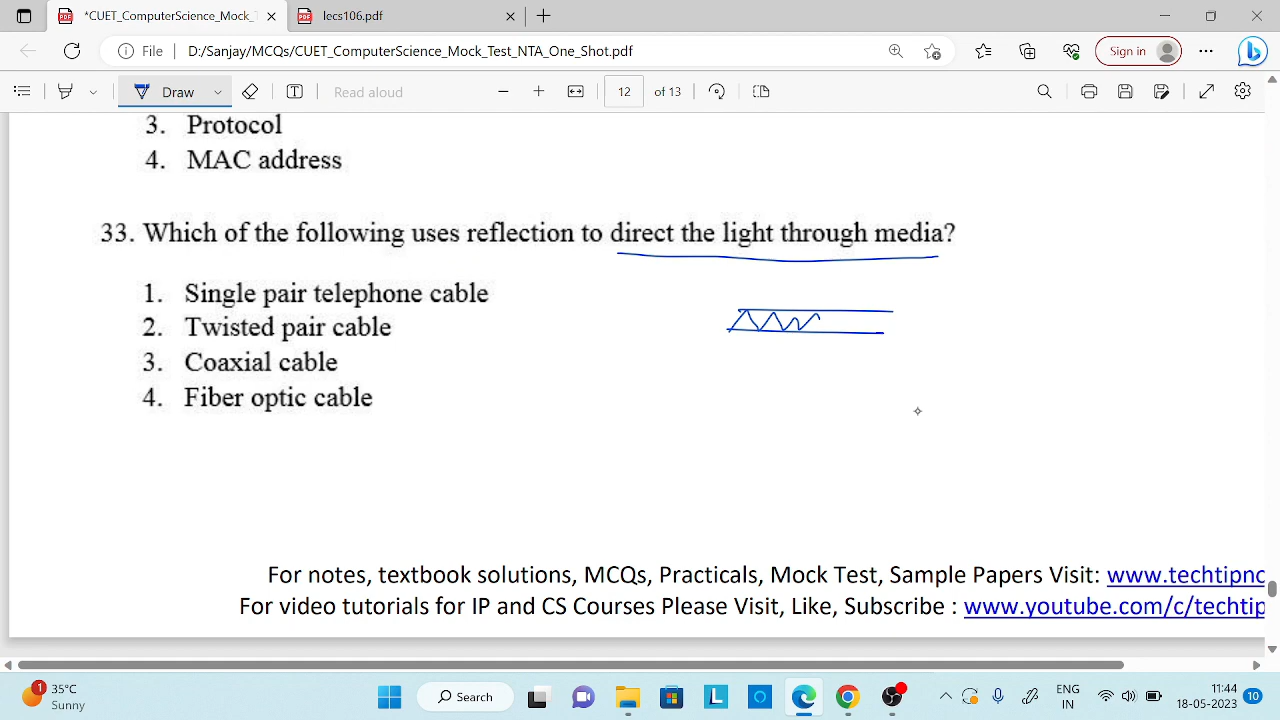 *CUET_ComputerScience_Mock_T
lecs106.pdf
File
D:/Sanjay/MCQs/CUET_ComputerScience_Mock_Test_NTA_One_Shot.pdf
Sign in
Draw
Read aloud
12
of 13
3. Protocol
4. MAC address
33. Which of the following uses reflection to direct the light through media?
1. Single pair telephone cable
2. Twisted pair cable
3. Coaxial cable
4. Fiber optic cable
For notes, textbook solutions, MCQs, Practicals, Mock Test, Sample Papers Visit: www.techtipnc
For video tutorials for IP and CS Courses Please Visit, Like, Subscribe : www.youtube.com/c/techtip
1
35°C
Sunny
Search
L
ENG
IN
11:44
18-05-2023
10